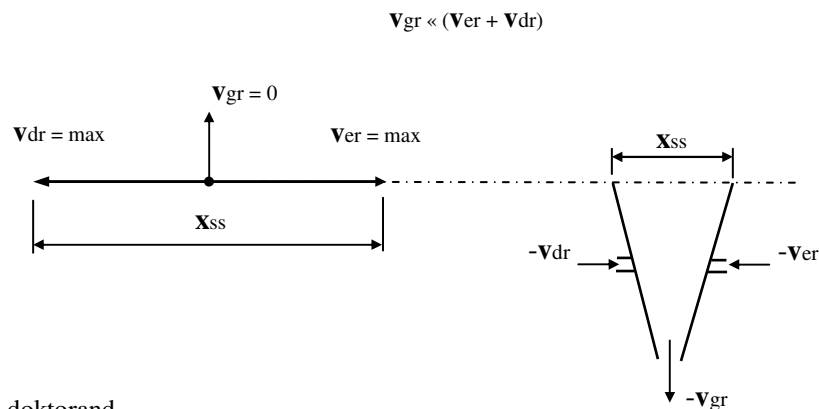 vgr « (ver + vdr)
vgr = 0
vdr = max
ver = max
xss
xss
-vdr
-ver
-vgr
doktorand